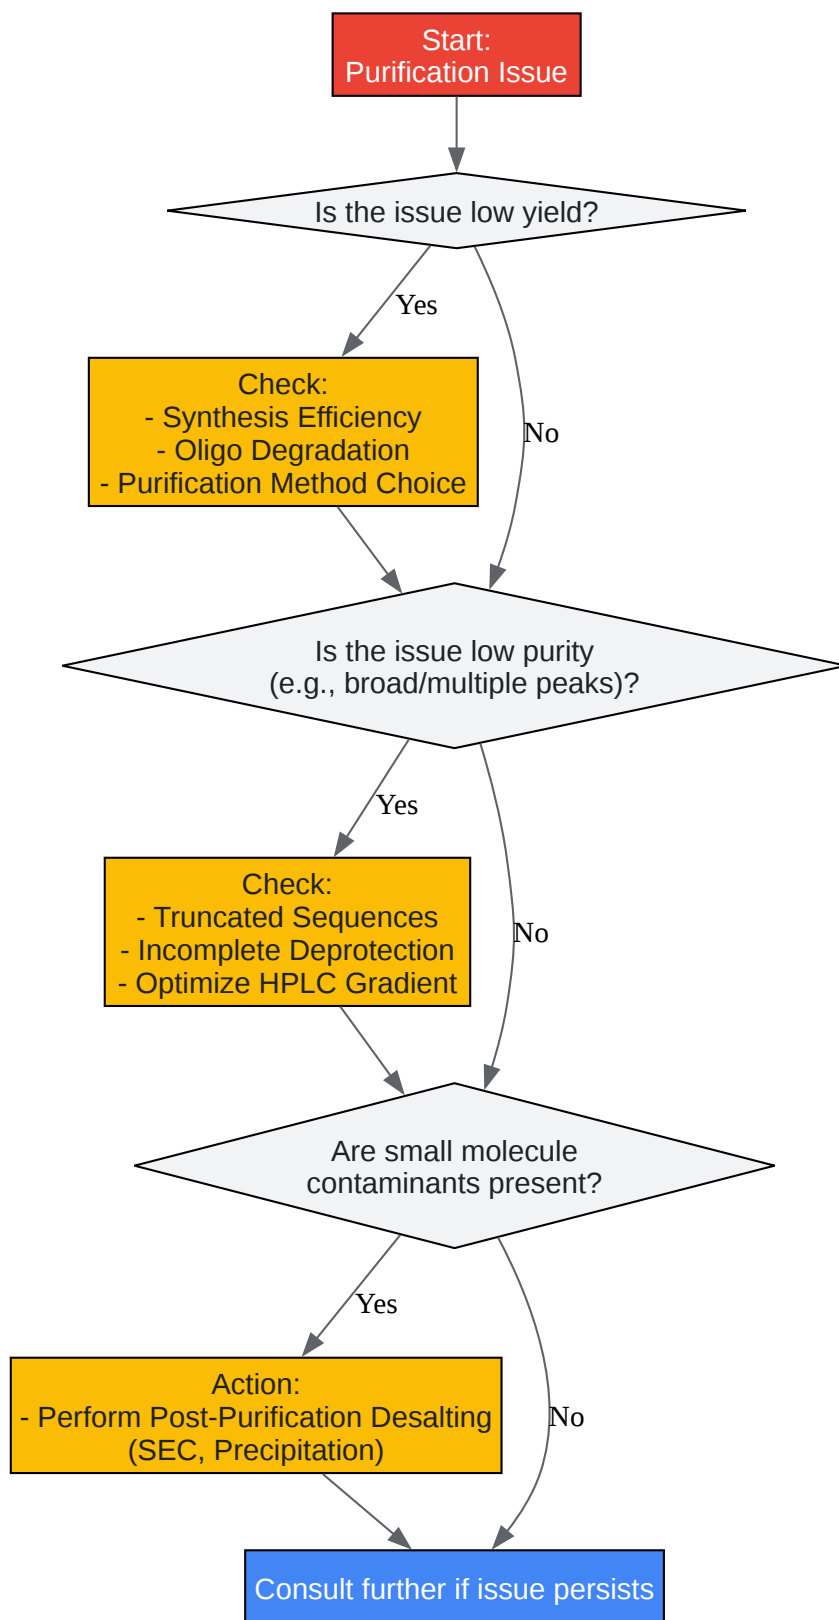 Start:
Purification Issue
Is the issue low yield?
Yes
No
Check:
- Synthesis Efficiency
- Oligo Degradation
- Purification Method Choice
Is the issue low purity
(e.g., broad/multiple peaks)?
Yes
No
Check:
- Truncated Sequences
- Incomplete Deprotection
- Optimize HPLC Gradient
Are small molecule
contaminants present?
Yes
No
Action:
- Perform Post-Purification Desalting
(SEC, Precipitation)
Consult further if issue persists